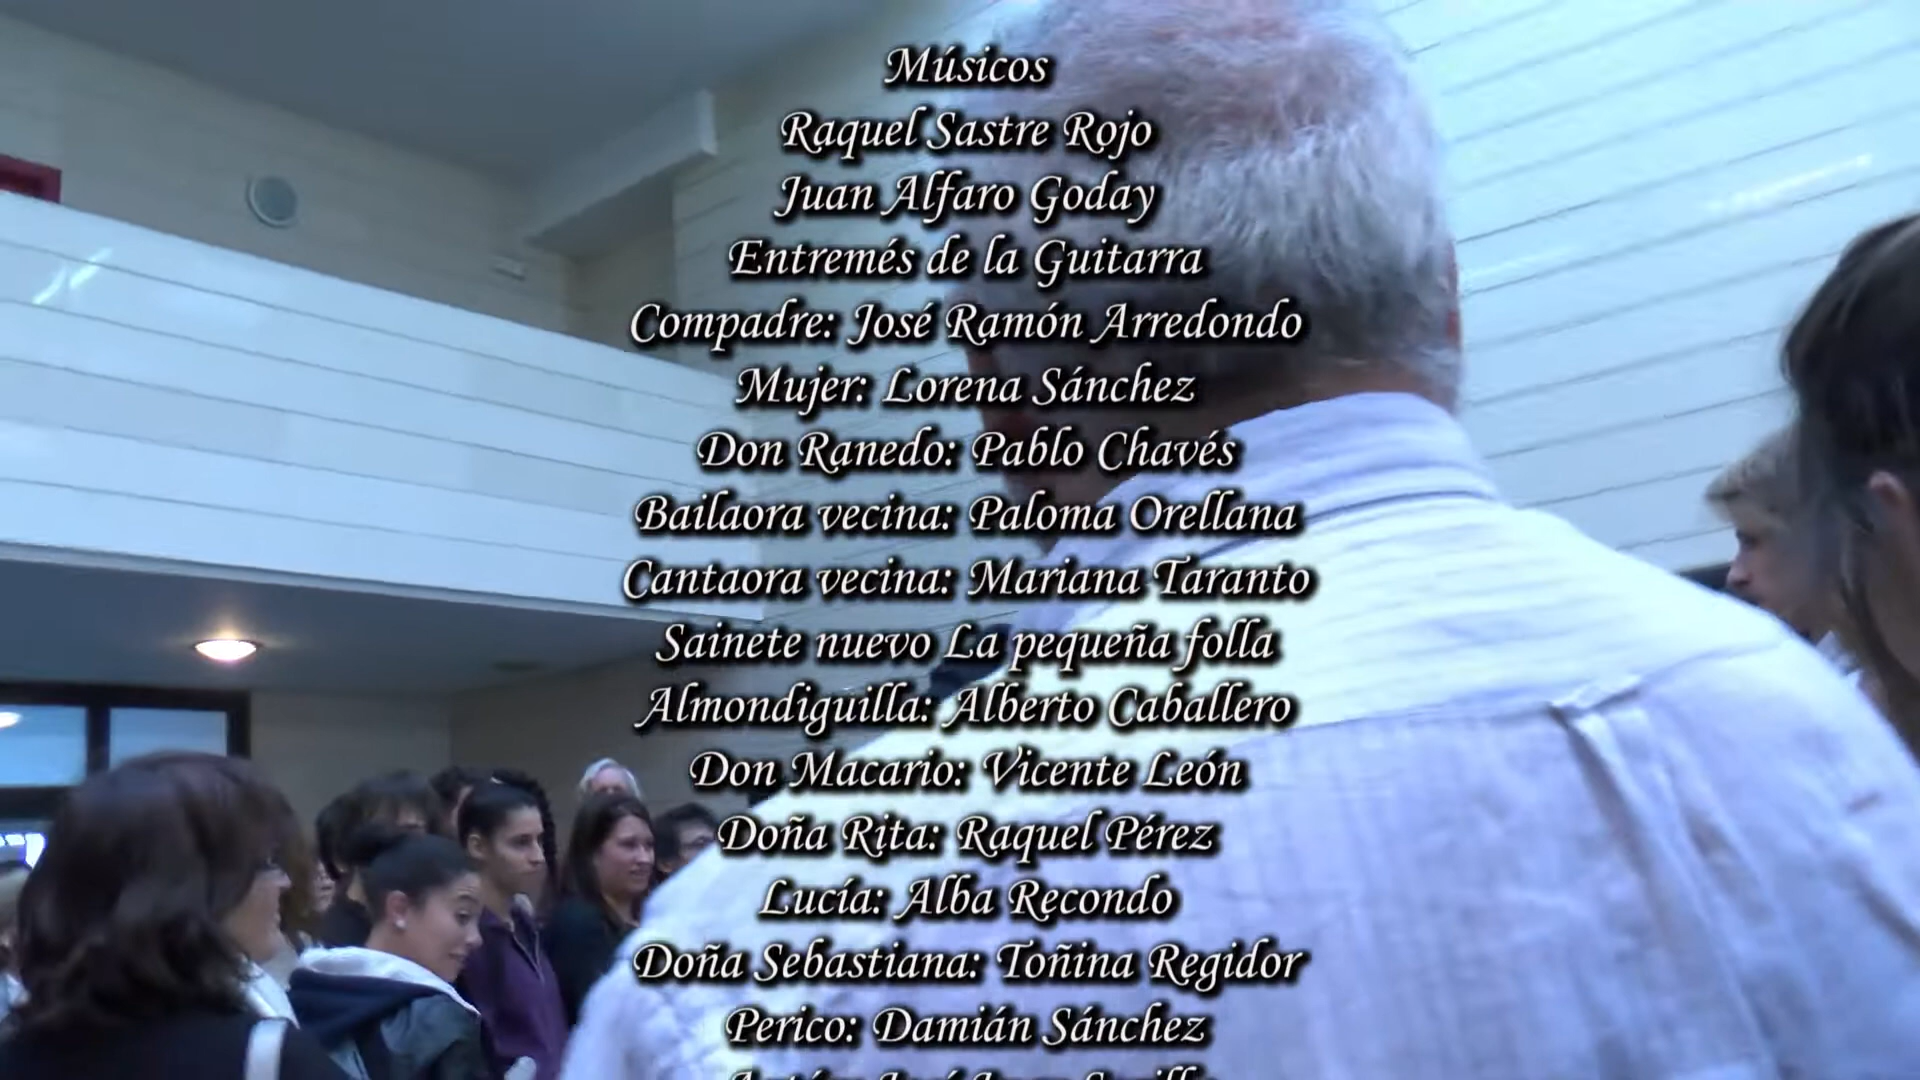 Músicos
Raquel Sastre Rojo
Juan Alfaro Goday
Entremés de la Guitarra
Compadre: José Ramón Arredondo
Mujer: Lorena Sánchez
Don Ranedo: Pablo Chavés
Bailaora vecina: Paloma Orellana
Cantaora vecina: Mariana Taranto
Sainete nuevo La pequeña folla
Almondiguilla: Alberto Caballero
Don Macario: Vicente León
Doña Rita: Raquel Pérez
Lucía: Alba Recondo
Doña Sebastiana: Toñina Regidor
Perico: Damián Sánchez